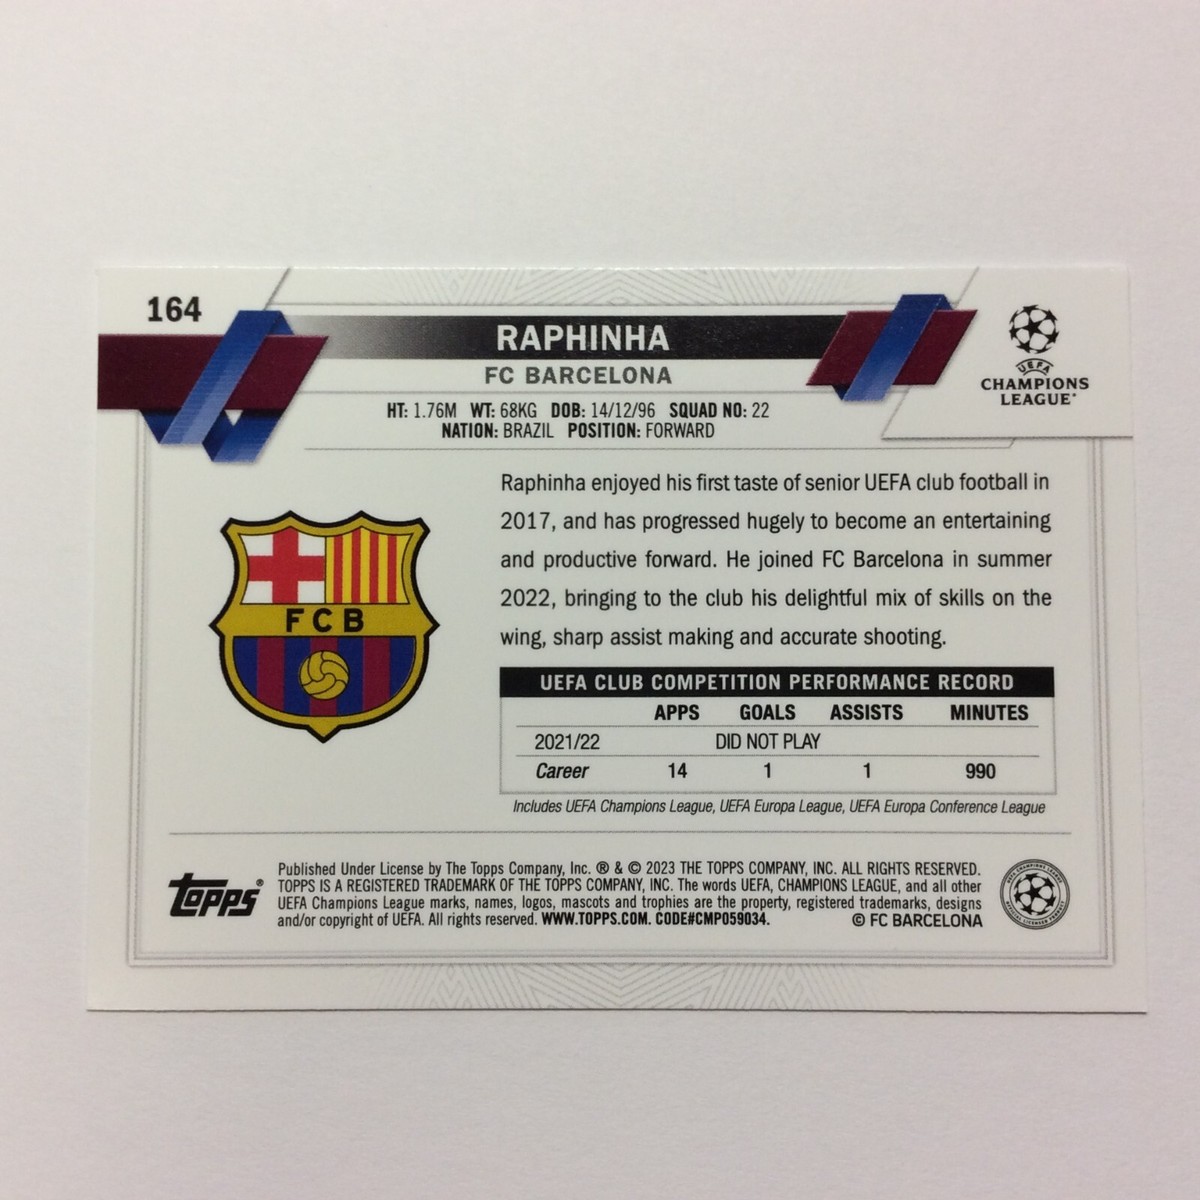 164
RAPHINHA
FC BARCELONA
HT: 1.76M WT: 68KG DOB: 14/12/96 SQUAD NO: 22
NATION: BRAZIL POSITION: FORWARD
UEFA
CHAMPIONS
LEAGUE
Raphinha enjoyed his first taste of senior UEFA club football in
2017, and has progressed hugely to become an entertaining
and productive forward. He joined FC Barcelona in summer
2022, bringing to the club his delightful mix of skills on the
wing, sharp assist making and accurate shooting.
FCB
UEFA CLUB COMPETITION PERFORMANCE RECORD
APPS GOALS ASSISTS MINUTES
2021/22 DID NOT PLAY
Career 14 1 1 990
Includes UEFA Champions League, UEFA Europa League, UEFA Europa Conference League
topps®
Published Under License by The Topps Company, Inc. ® & © 2023 THE TOPPS COMPANY, INC. ALL RIGHTS RESERVED.
TOPPS IS A REGISTERED TRADEMARK OF THE TOPPS COMPANY, INC. The words UEFA, CHAMPIONS LEAGUE, and all other
UEFA Champions League marks, names, logos, mascots and trophies are the property, registered trademarks, designs
and/or copyright of UEFA. All rights reserved. WWW.TOPPS.COM. CODE#CMP059034. © FC BARCELONA